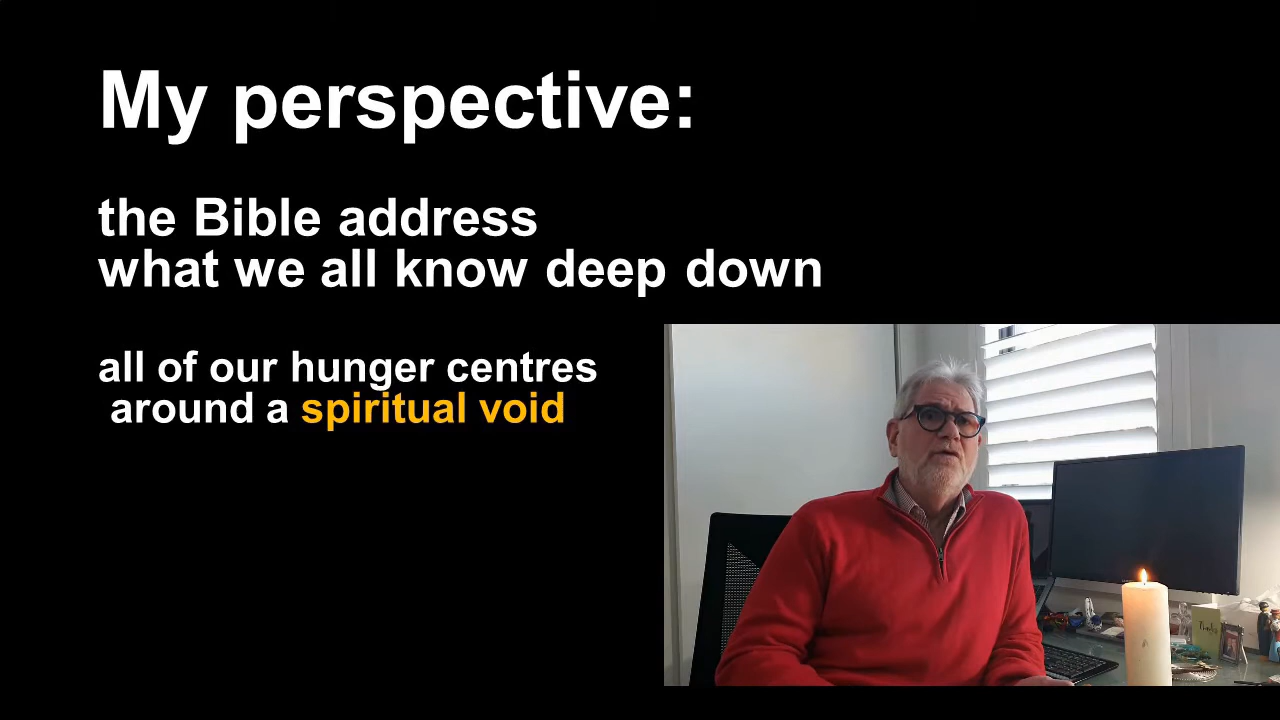 My perspective:
the Bible address
what we all know deep down
all of our hunger centres
around a spiritual void